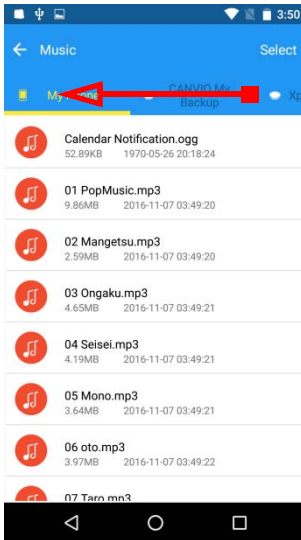 3:50
Music
Select
My Phone
CANVIO My
Backup
Xp
Calendar Notification.ogg
52.89KB 1970-05-26 20:18:24
01 PopMusic.mp3
9.86MB 2016-11-07 03:49:20
02 Mangetsu.mp3
2.59MB 2016-11-07 03:49:20
03 Ongaku.mp3
4.65MB 2016-11-07 03:49:21
04 Seisei.mp3
4.19MB 2016-11-07 03:49:21
05 Mono.mp3
3.64MB 2016-11-07 03:49:21
06 oto.mp3
3.97MB 2016-11-07 03:49:22
07 Taro.mp3